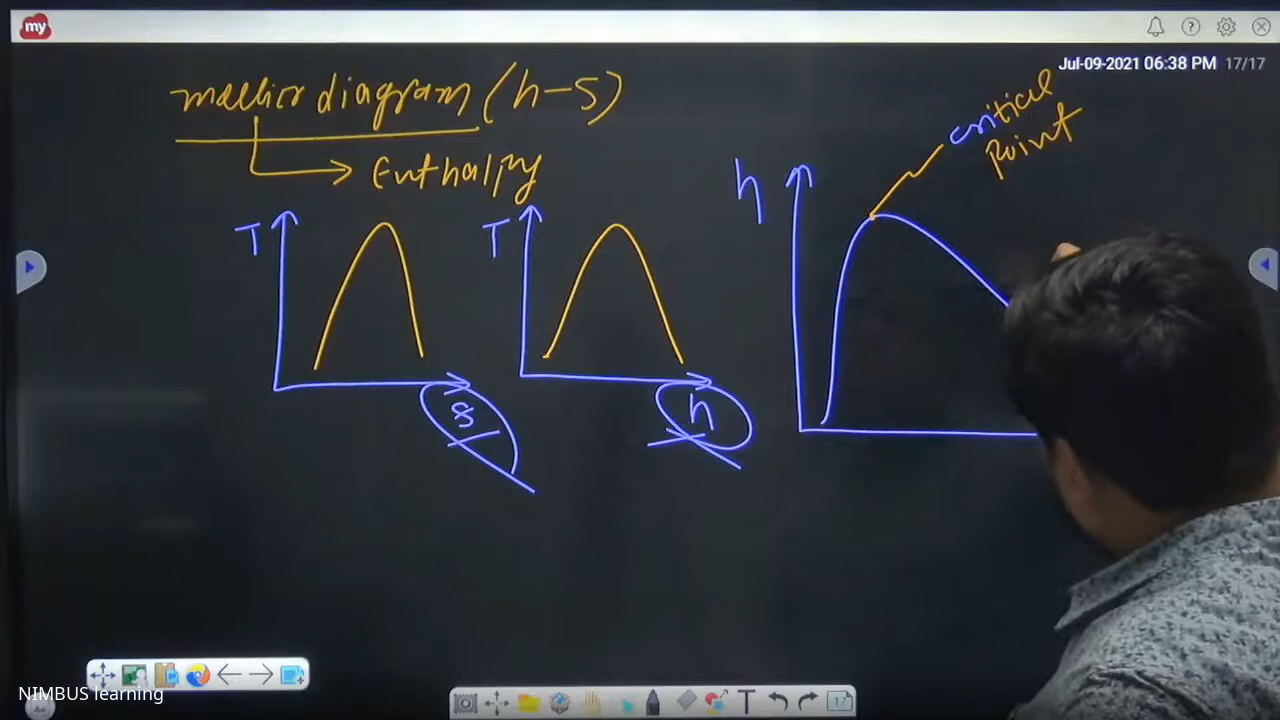 my
Jul-09-2021 06:38 PM 17/17
mollier diagram (h-s)
Enthalpy
critical
Point
T
T
h
s
h
NIMBUS learning